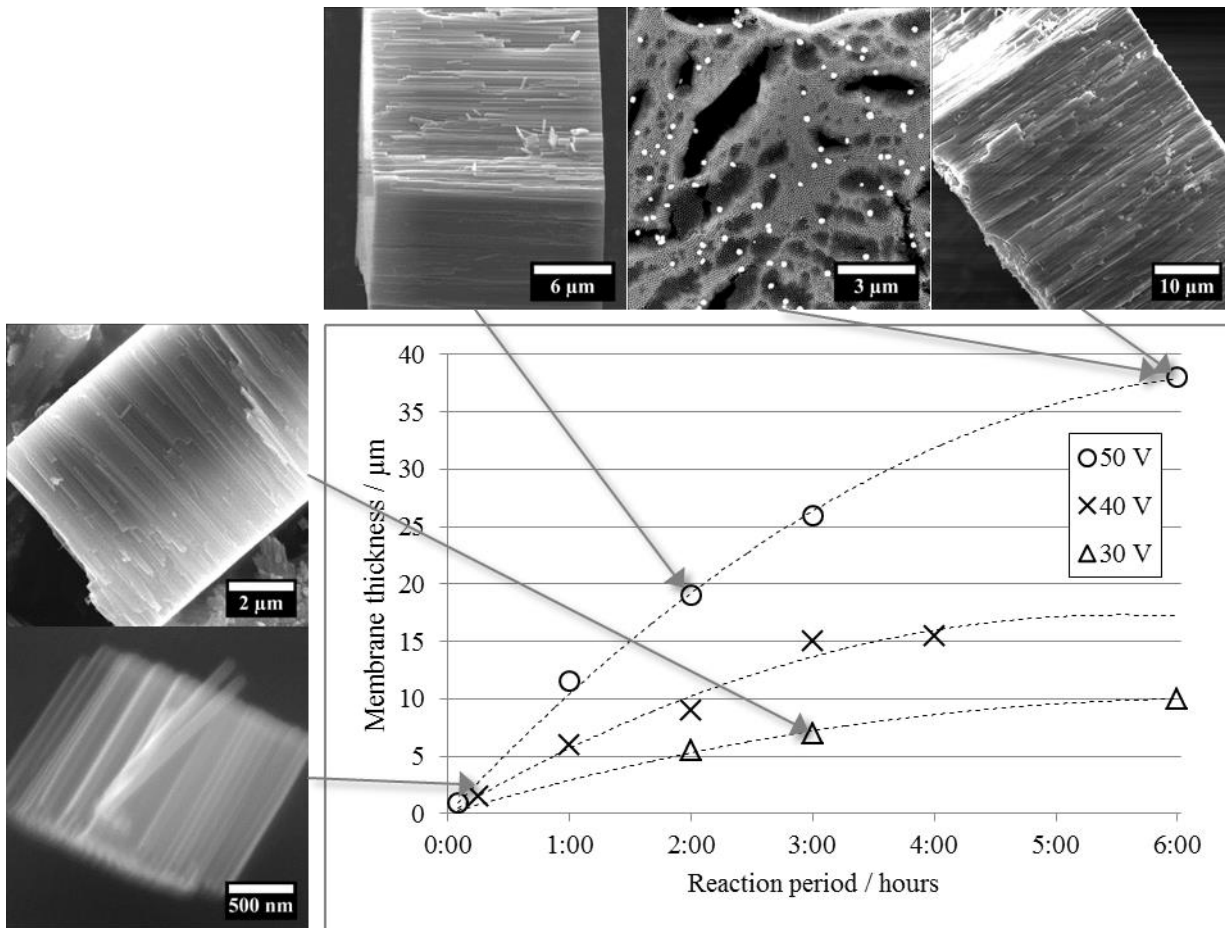 6 µm
3 µm
10 µm
2 µm
500 nm
40
35
30
25
20
15
10
5
0
Membrane thickness / µm
50 V
40 V
30 V
0:00 1:00 2:00 3:00 4:00 5:00 6:00
Reaction period / hours